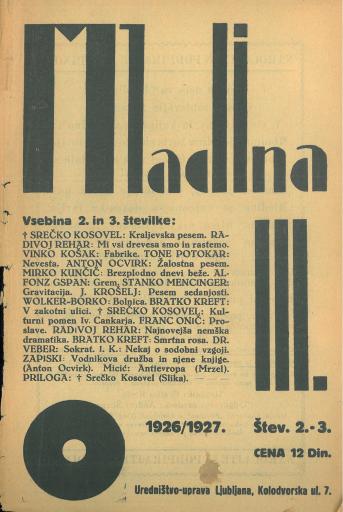 Mladina
Vsebina 2. in 3. številke:
† SREČKO KOSOVEL: Kraljevska pesem. RA-
DIVOJ REHAR: Mi vsi drevesa smo in rastemo.
VINKO KOŠAK: Fabrike. TONE POTOKAR:
Nevesta. ANTON OCVIRK: Žalostna pesem.
MIRKO KUNČIČ: Brezplodno dnevi beže. AL-
FONZ GSPAN: Grem. STANKO MENCINGER:
Gravitacija. J. KROŠELJ: Pesem sedanjosti.
WOLKER-BORKO: Bolnica. BRATKO KREFT:
V zakotni ulici. † SREČKO KOSOVEL: Kul-
turni pomen Iv. Cankarja. FRANC ONIČ: Pro-
slave. RADIVOJ REHAR: Najnovejša nemška
dramatika. BRATKO KREFT: Smrtna rosa. DR.
VEBER: Sokrat. I. K.: Nekaj o sodobni vzgoji.
ZAPISKI: Vodnikova družba in njene knjige.
(Anton Ocvirk). Micić: Antievropa (Mrzel).
PRILOGA: † Srečko Kosovel (Slika).
III.
1926/1927. Štev. 2.-3.
CENA 12 Din.
Uredništvo-uprava Ljubljana, Kolodvorska ul. 7.